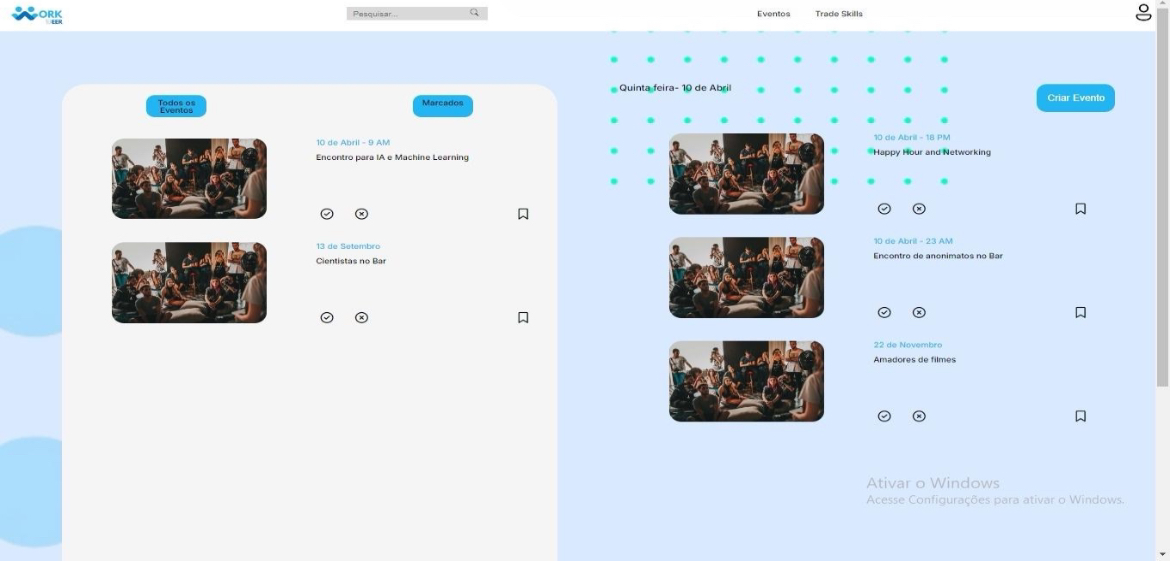 ORK
Pesquisar...
Eventos
Trade Skills
Todos os
Eventos
Marcados
10 de Abril - 9 AM
Encontro para IA e Machine Learning
13 de Setembro
Cientistas no Bar
Quinta feira- 10 de Abril
Criar Evento
10 de Abril - 18 PM
Happy Hour and Networking
10 de Abril - 23 AM
Encontro de anonimatos no Bar
22 de Novembro
Amadores de filmes
Ativar o Windows
Acesse Configurações para ativar o Windows.